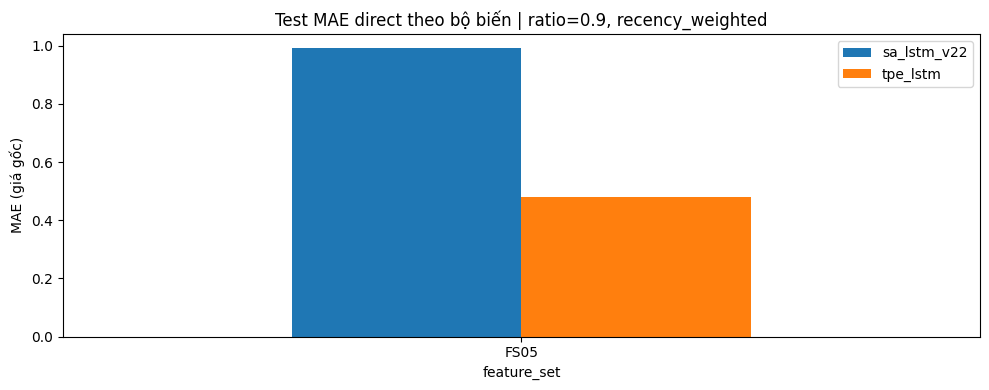 Test MAE direct theo bộ biến | ratio=0.9, recency_weighted
sa_lstm_v22
tpe_lstm
MAE (giá gốc)
1.0
0.8
0.6
0.4
0.2
0.0
FS05
feature_set